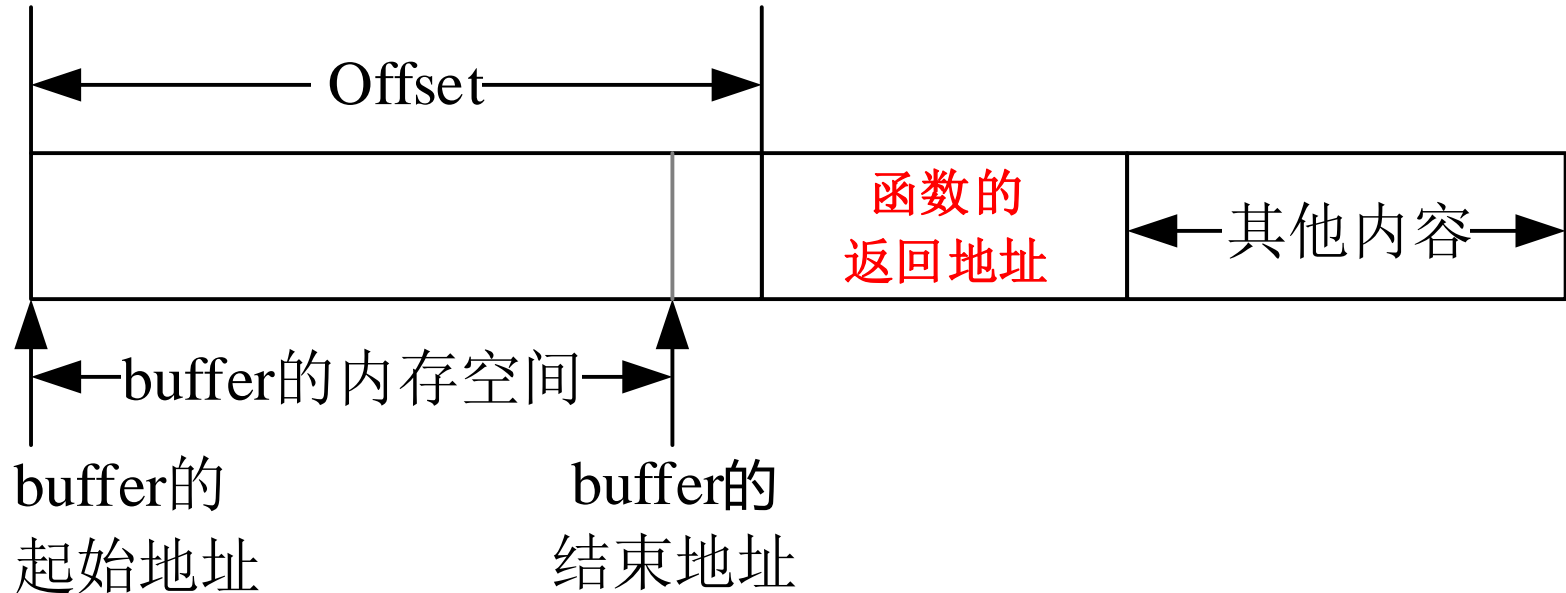 Offset
函数的
返回地址
其他内容
buffer的内存空间
buffer的
起始地址
buffer的
结束地址